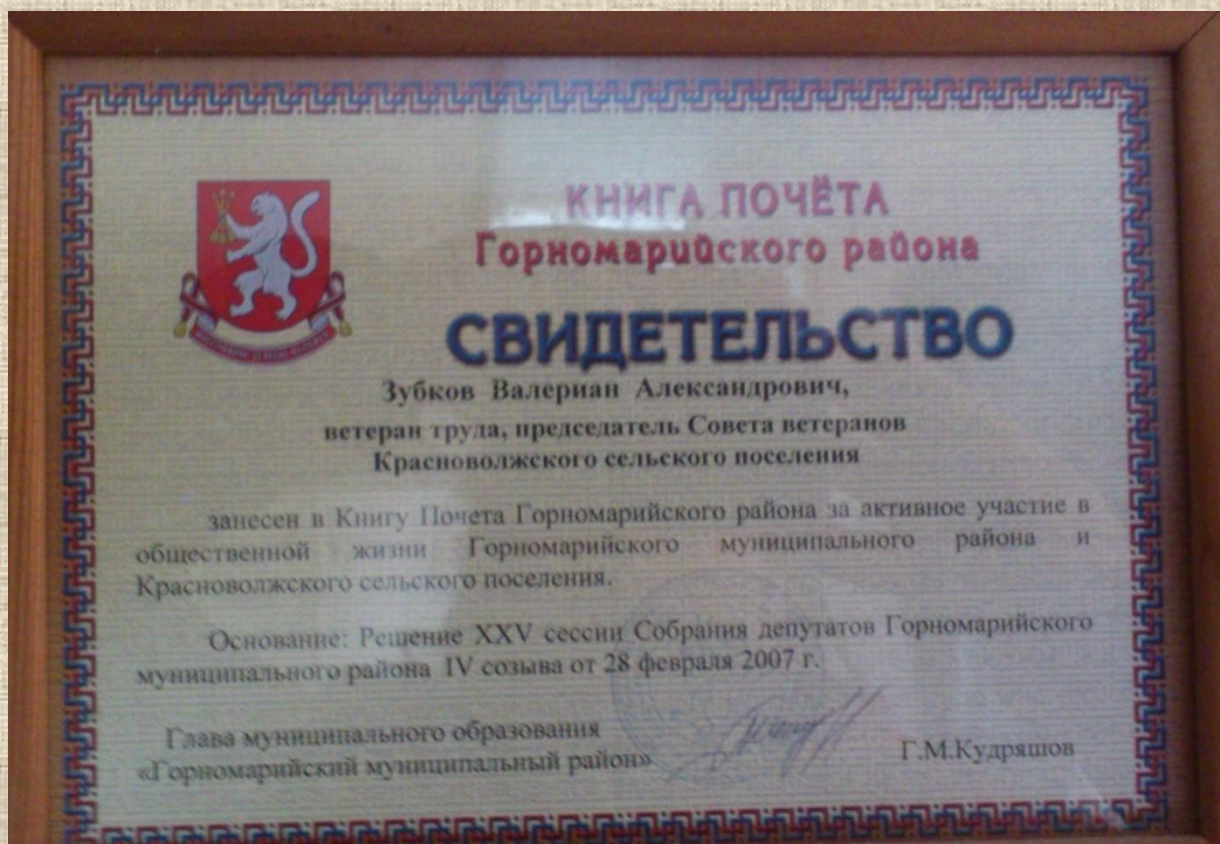 КНИГА ПОЧЁТА
Горномарийского района
СВИДЕТЕЛЬСТВО
Зубков Валериан Александрович,
ветеран труда, председатель Совета ветеранов
Красноволжского сельского поселения
занесен в Книгу Почета Горномарийского района за активное участие в
общественной жизни Горномарийского муниципального района и
Красноволжского сельского поселения.
Основание: Решение XXV сессии Собрания депутатов Горномарийского
муниципального района IV созыва от 28 февраля 2007 г.
Глава муниципального образования
«Горномарийский муниципальный район»
Г.М.Кудряшов